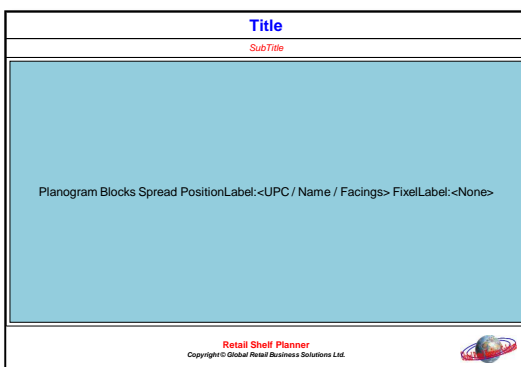 Title
SubTitle
Planogram Blocks Spread PositionLabel:<UPC / Name / Facings> FixelLabel:<None>
Retail Shelf Planner
Copyright © Global Retail Business Solutions Ltd.